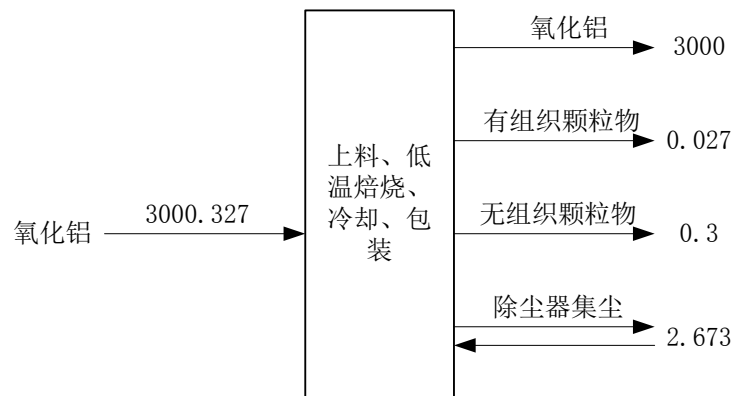 氧化铝
3000
有组织颗粒物
0.027
上料、低
温焙烧、
冷却、包
装
3000.327
氧化铝
无组织颗粒物
0.3
除尘器集尘
2.673